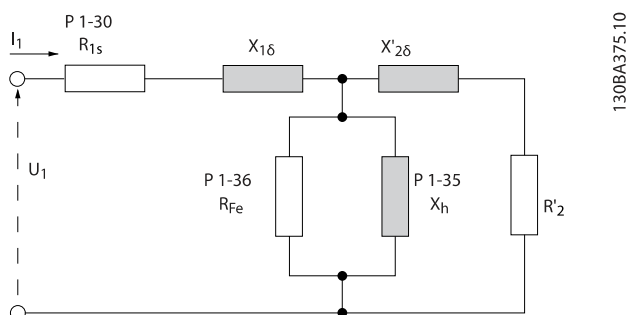 P 1-30
I1
R1s
X1δ
X'2δ
U1
P 1-36
RFe
P 1-35
Xh
R'2
130BA375.10